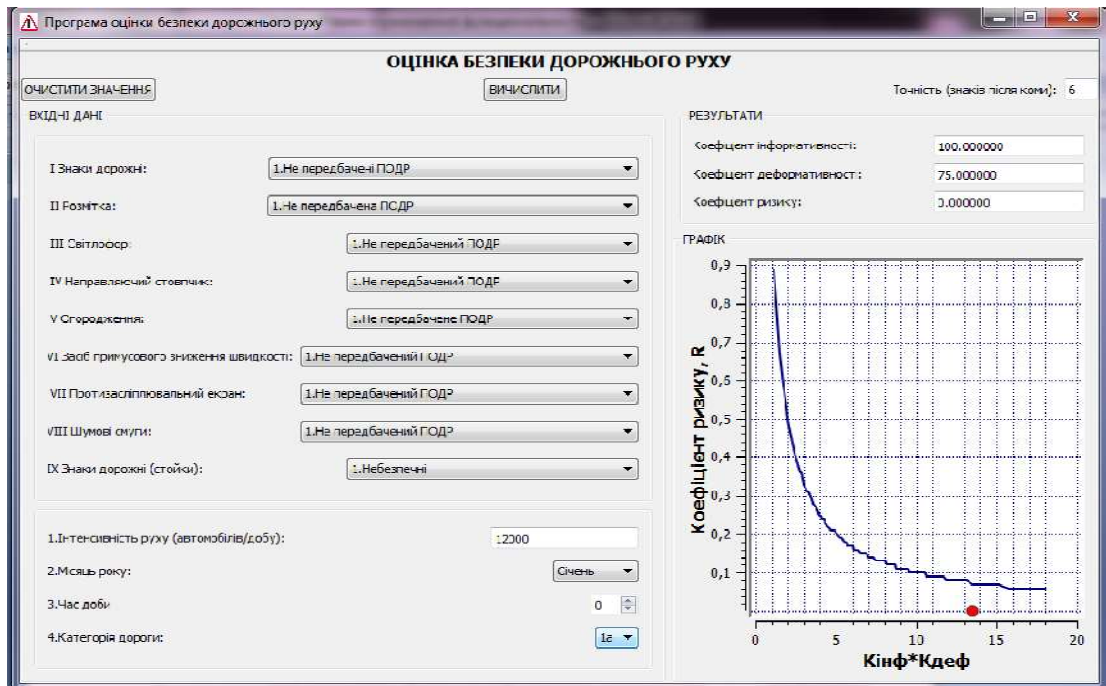 Програма оцінки безпеки дорожнього руху
ОЦІНКА БЕЗПЕКИ ДОРОЖНЬОГО РУХУ
ОЧИСТИТИ ЗНАЧЕННЯ
ВИЧИСЛИТИ
Точність (знаків після коми): 6
ВХІДНІ ДАНІ
I Знаки дорожні: 1.Не передбачені ПОДР
II Розмітка: 1.Не передбачена ПОДР
III Світлофор: 1.Не передбачений ПОДР
IV Направляючий стовпчик: 1.Не передбачений ПОДР
V Огородження: 1.Не передбачене ПОДР
VI Засіб примусового зниження швидкості: 1.Не передбачений ПОДР
VII Протизасліплювальний екран: 1.Не передбачений ПОДР
VIII Шумові смуги: 1.Не передбачений ПОДР
IX Знаки дорожні (стойки): 1.Небезпечні
1.Інтенсивність руху (автомобілів/добу): 12000
2.Місяць року: Січень
3.Час доби 0
4.Категорія дороги:
РЕЗУЛЬТАТИ
Коефіцієнт інформативності: 100.000000
Коефіцієнт деформативності: 75.000000
Коефіцієнт ризику: 0.000000
ГРАФІК
Коефіцієнт ризику, R
0,9
0,8
0,7
0,6
0,5
0,4
0,3
0,2
0,1
0 5 10 15 20
Кінф*Кдеф